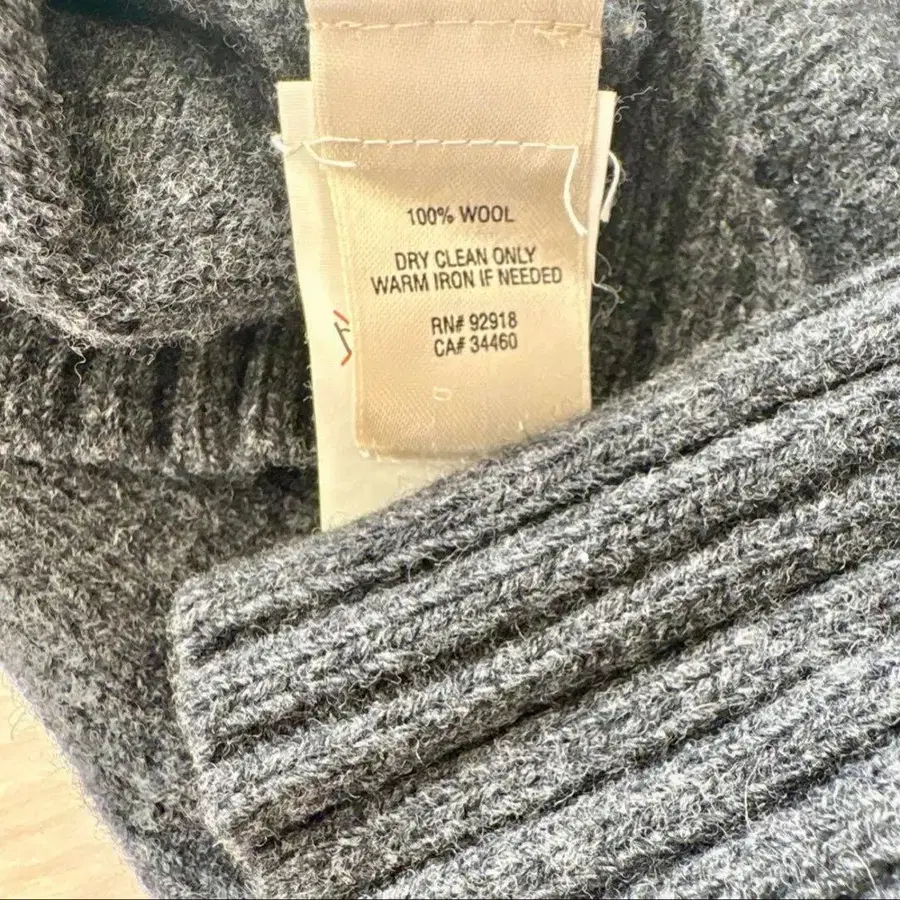 100% WOOL
DRY CLEAN ONLY
WARM IRON IF NEEDED
RN# 92918
CA# 34460